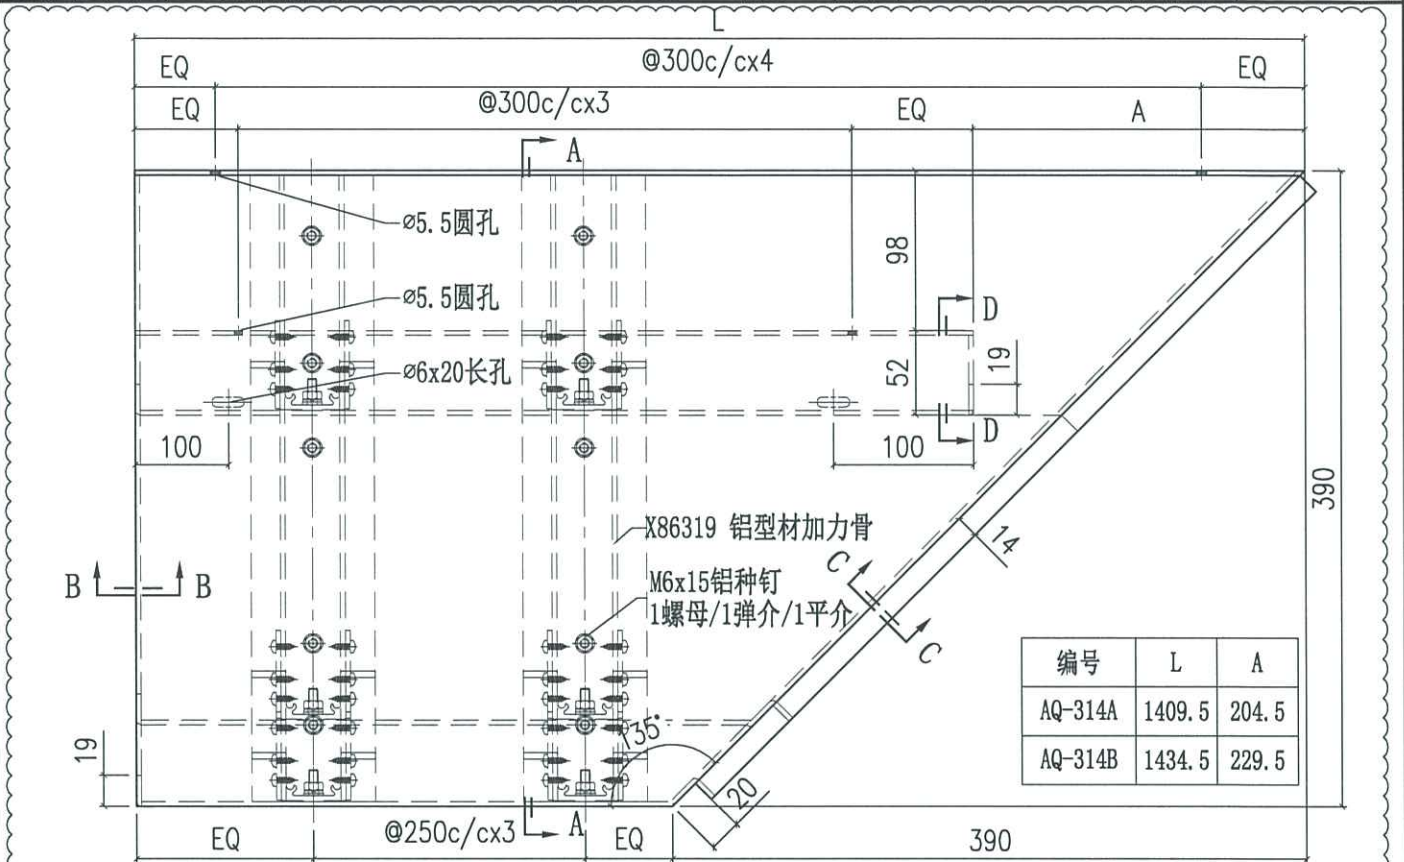 L
EQ @300c/cx4 EQ
EQ @300c/cx3 EQ A
A
ø5.5圆孔
98
ø5.5圆孔
D
ø6x20长孔
52
19
D
100
100
390
X86319 铝型材加力骨
14
B B
M6x15铝种钉
1螺母/1弹介/1平介
C
C
编号 L A
AQ-314A 1409.5 204.5
AQ-314B 1434.5 229.5
135°
19
20
A
EQ @250c/cx3 EQ 390